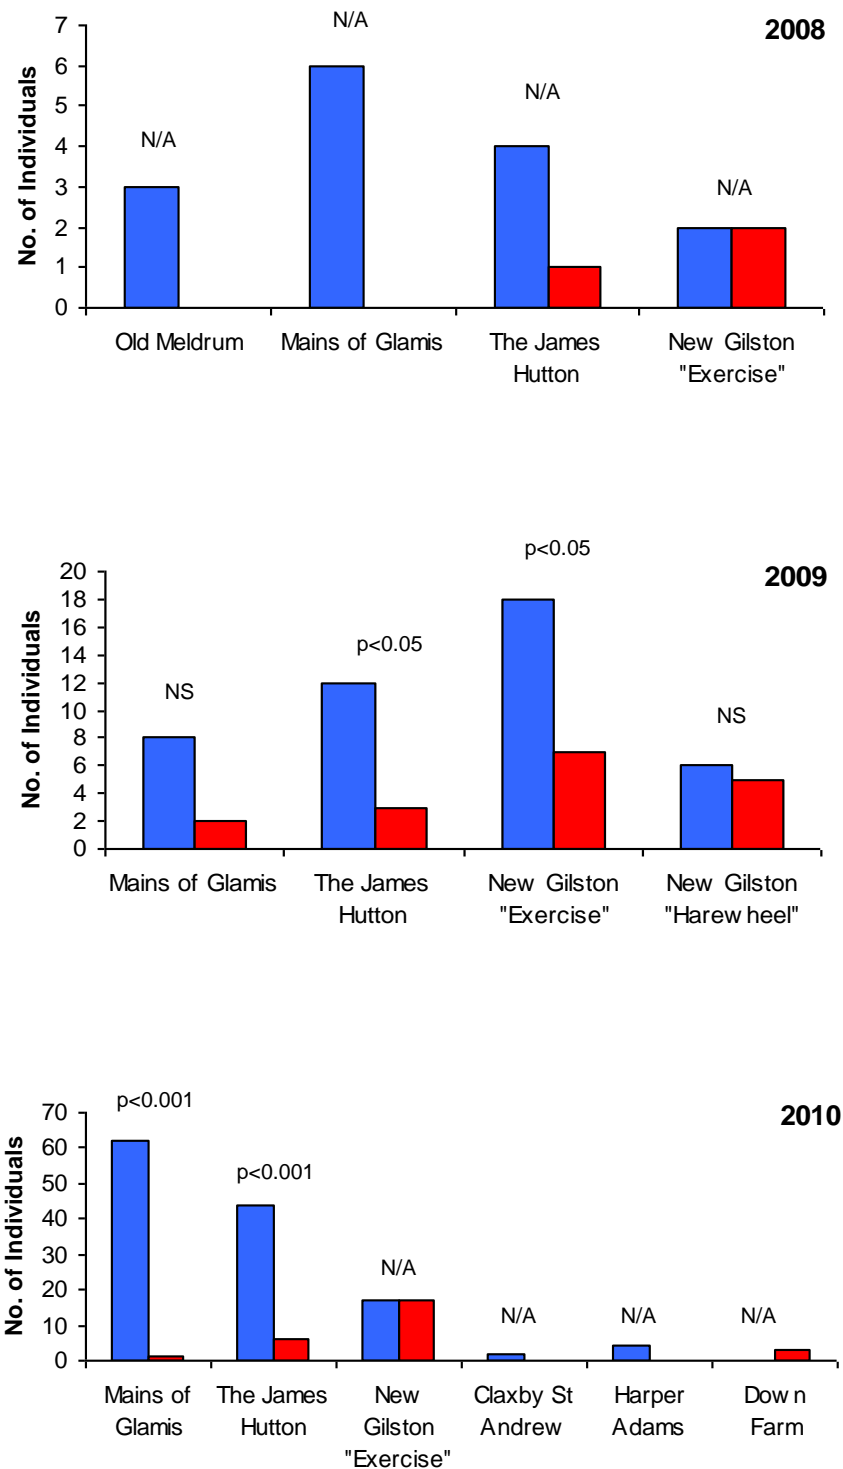 2008
No. of Individuals
7
6
5
4
3
2
1
0
N/A
N/A
N/A
N/A
Old Meldrum
Mains of Glamis
The James
Hutton
New Gilston
"Exercise"
2009
No. of Individuals
20
18
16
14
12
10
8
6
4
2
0
NS
p<0.05
p<0.05
NS
Mains of Glamis
The James
Hutton
New Gilston
"Exercise"
New Gilston
"Harew heel"
2010
No. of Individuals
70
60
50
40
30
20
10
0
p<0.001
p<0.001
N/A
N/A
N/A
N/A
Mains of
Glamis
The James
Hutton
New
Gilston
"Exercise"
Claxby St
Andrew
Harper
Adams
Dow n
Farm